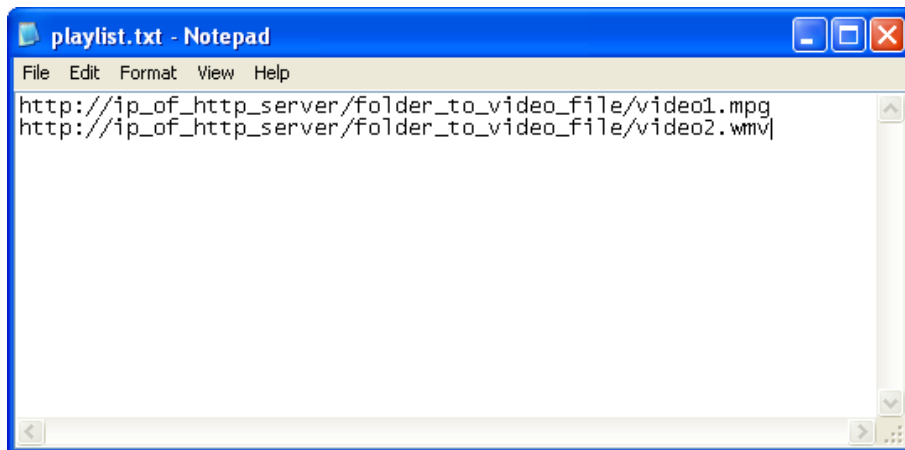 playlist.txt - Notepad
File Edit Format View Help
http://ip_of_http_server/folder_to_video_file/video1.mpg
http://ip_of_http_server/folder_to_video_file/video2.wmv